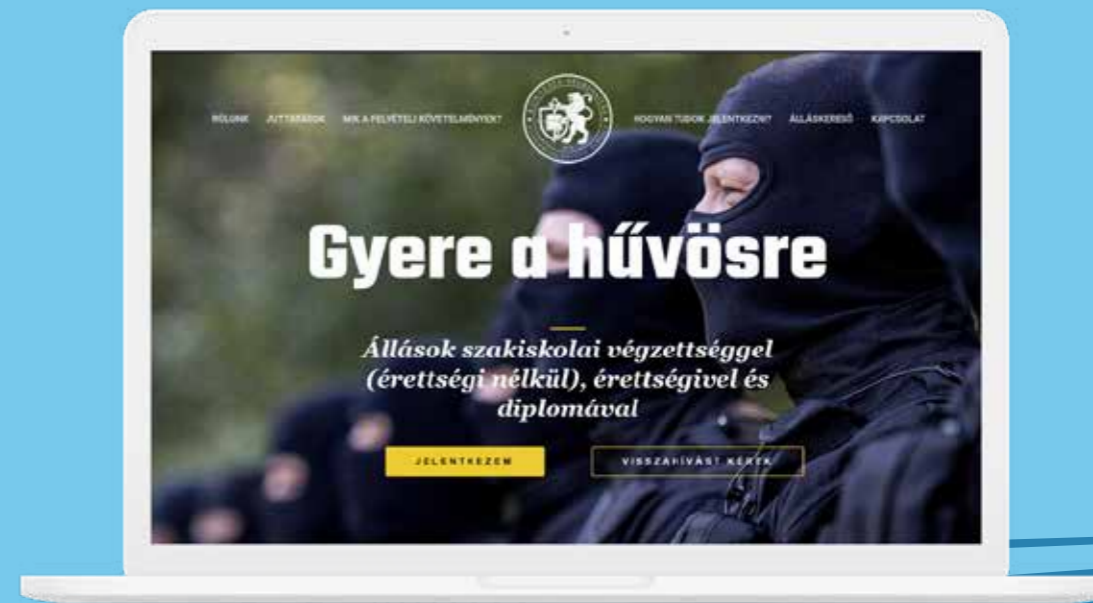 RÓLUNK JUTTATÁSOK MIK A FELVÉTELI KÖVETELMÉNYEK? HOGYAN TUDOK JELENTKEZNI? ÁLLÁSKERESŐ KAPCSOLAT
Gyere a hűvösre
Állások szakiskolai végzettséggel
(érettségi nélkül), érettségivel és
diplomával
JELENTKEZEM VISSZAHÍVÁST KÉREK